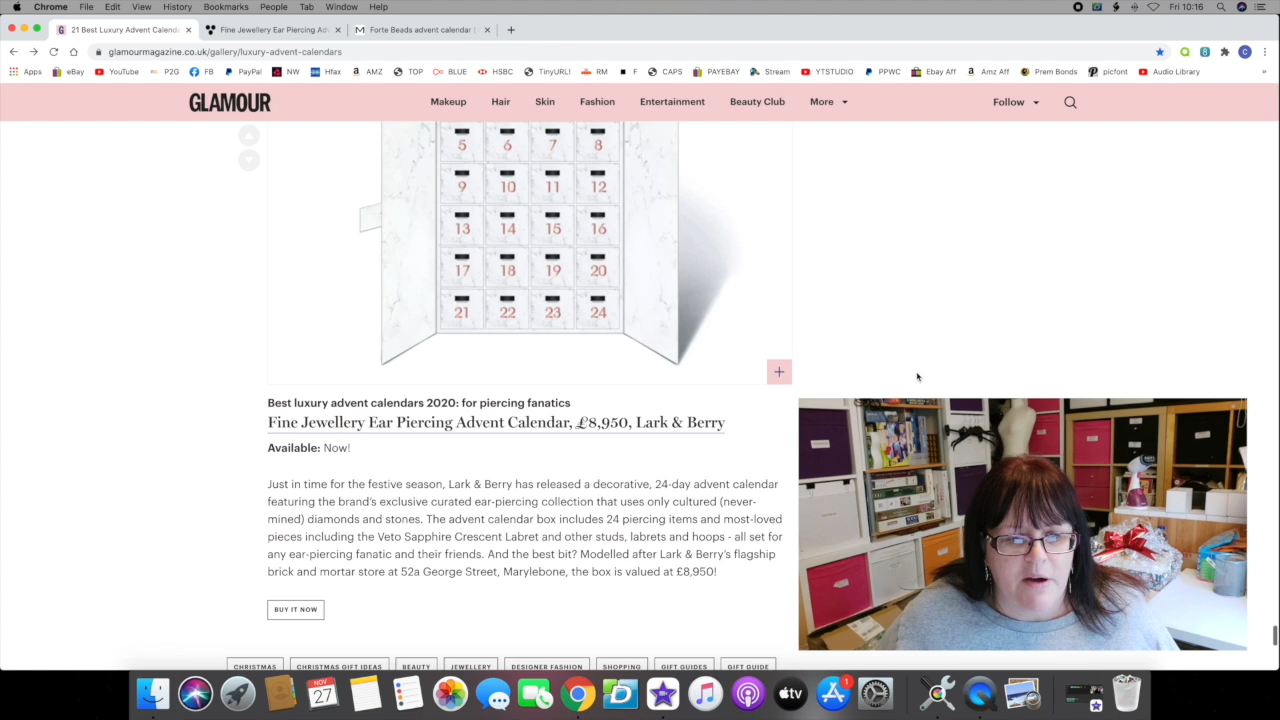 Chrome File Edit View History Bookmarks People Tab Window Help Fri 10:16
21 Best Luxury Advent Calenda Fine Jewellery Ear Piercing Adv Forte Beads advent calendar
glamourmagazine.co.uk/gallery/luxury-advent-calendars
Apps eBay YouTube P2G FB PayPal NW Hfax AMZ TOP BLUE HSBC TinyURL! RM F CAPS PAYEBAY Stream YTSTUDIO PPWC Ebay Aff Amz Aff Prem Bonds picfont Audio Library »
GLAMOUR Makeup Hair Skin Fashion Entertainment Beauty Club More Follow
5 6 7 8
9 10 11 12
13 14 15 16
17 18 19 20
21 22 23 24
Best luxury advent calendars 2020: for piercing fanatics
Fine Jewellery Ear Piercing Advent Calendar, £8,950, Lark & Berry
Available: Now!
Just in time for the festive season, Lark & Berry has released a decorative, 24-day advent calendar
featuring the brand's exclusive curated ear-piercing collection that uses only cultured (never-
mined) diamonds and stones. The advent calendar box includes 24 piercing items and most-loved
pieces including the Veto Sapphire Crescent Labret and other studs, labrets and hoops - all set for
any ear-piercing fanatic and their friends. And the best bit? Modelled after Lark & Berry's flagship
brick and mortar store at 52a George Street, Marylebone, the box is valued at £8,950!
BUY IT NOW
CHRISTMAS CHRISTMAS GIFT IDEAS BEAUTY JEWELLERY DESIGNER FASHION SHOPPING GIFT GUIDES GIFT GUIDE
NOV
27
tv
1